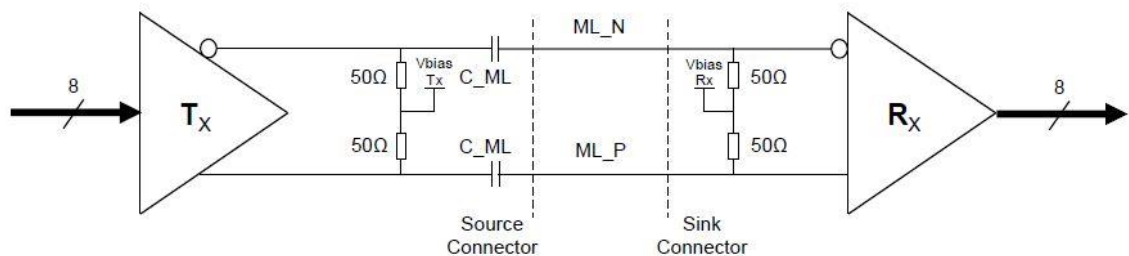 ML_N
8
TX
50Ω
Vbias
Tx
C_ML
Vbias
Rx
50Ω
RX
8
50Ω
C_ML
ML_P
50Ω
Source
Connector
Sink
Connector